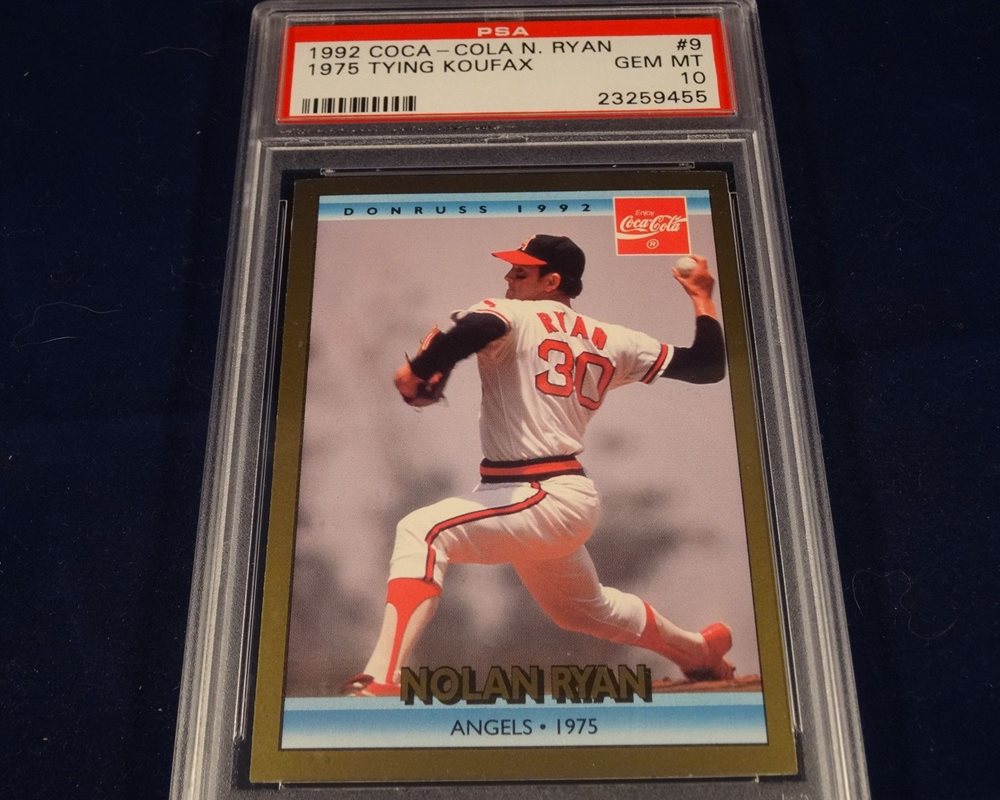 PSA
1992 COCA-COLA N. RYAN #9
1975 TYING KOUFAX GEM MT
10
23259455
DONRUSS 1992
Enjoy
Coca-Cola
®
RYAN
30
NOLAN RYAN
ANGELS • 1975